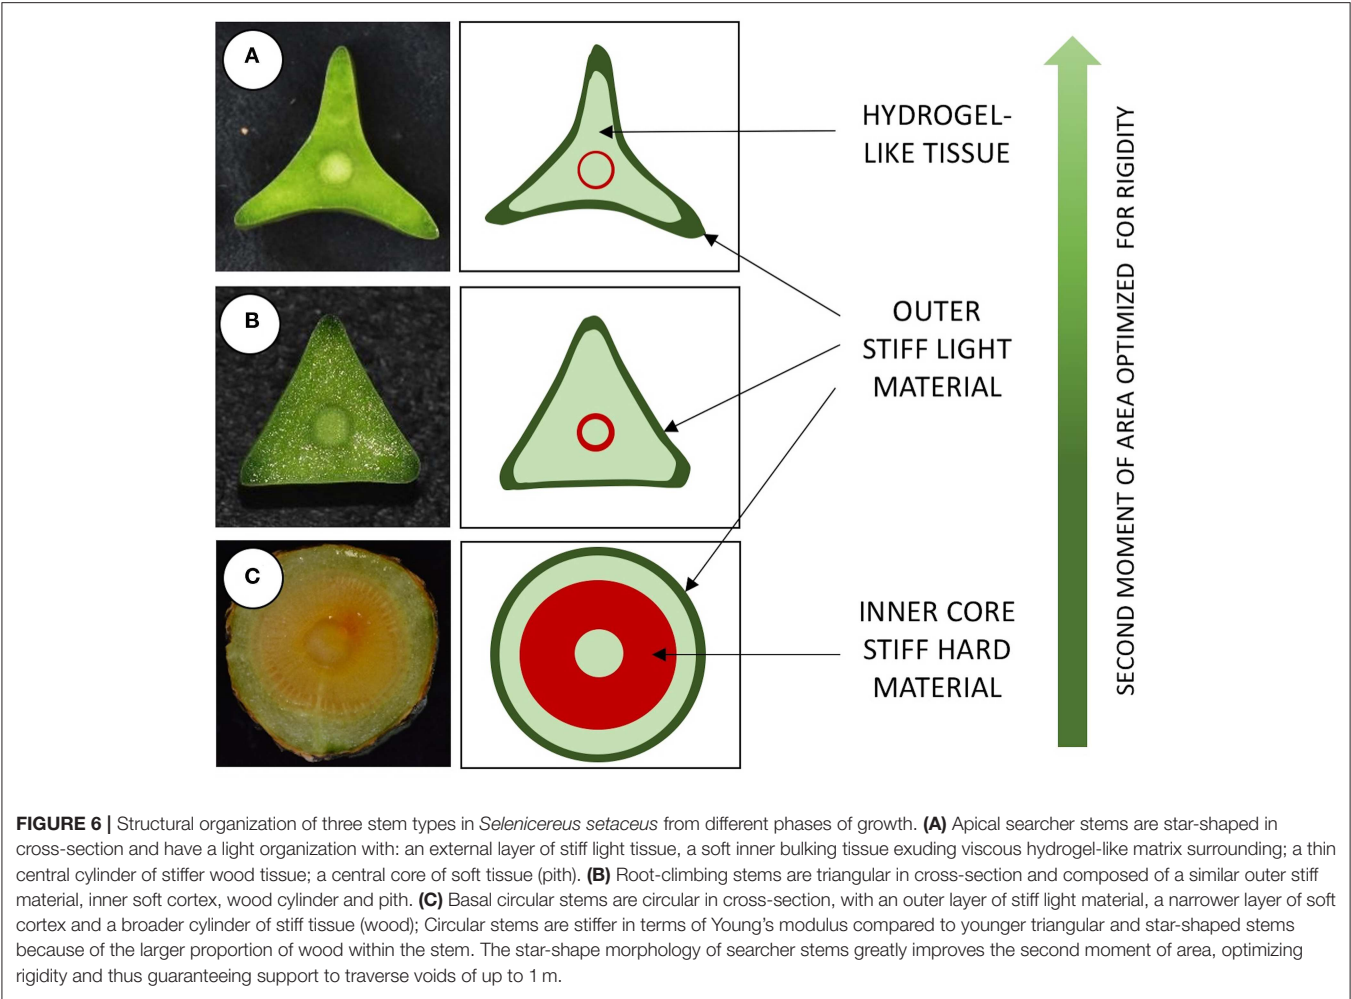 A
HYDROGEL-
LIKE TISSUE
B
OUTER
STIFF LIGHT
MATERIAL
C
INNER CORE
STIFF HARD
MATERIAL
SECOND MOMENT OF AREA OPTIMIZED FOR RIGIDITY
FIGURE 6 | Structural organization of three stem types in Selenicereus setaceus from different phases of growth. (A) Apical searcher stems are star-shaped in
cross-section and have a light organization with: an external layer of stiff light tissue, a soft inner bulking tissue exuding viscous hydrogel-like matrix surrounding; a thin
central cylinder of stiffer wood tissue; a central core of soft tissue (pith). (B) Root-climbing stems are triangular in cross-section and composed of a similar outer stiff
material, inner soft cortex, wood cylinder and pith. (C) Basal circular stems are circular in cross-section, with an outer layer of stiff light material, a narrower layer of soft
cortex and a broader cylinder of stiff tissue (wood); Circular stems are stiffer in terms of Young's modulus compared to younger triangular and star-shaped stems
because of the larger proportion of wood within the stem. The star-shape morphology of searcher stems greatly improves the second moment of area, optimizing
rigidity and thus guaranteeing support to traverse voids of up to 1 m.